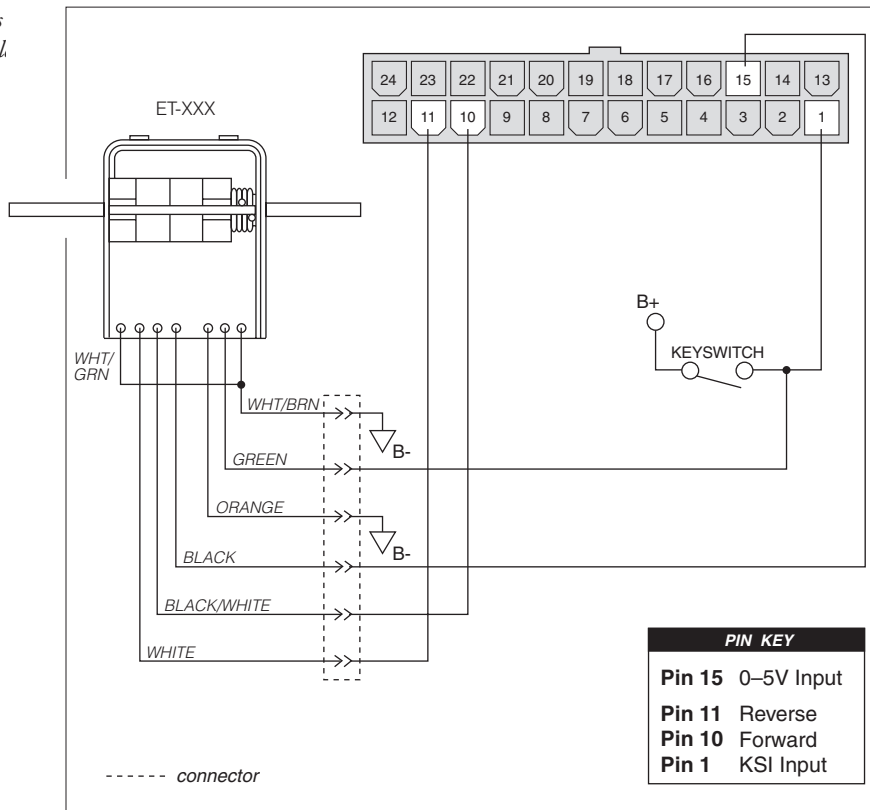 ET-XXX
24 23 22 21 20 19 18 17 16 15 14 13
12 11 10 9 8 7 6 5 4 3 2 1
B+
KEYSWITCH
WHT/
GRN
WHT/BRN
B-
GREEN
ORANGE
B-
BLACK
BLACK/WHITE
WHITE
PIN KEY
Pin 15 0–5V Input
Pin 11 Reverse
Pin 10 Forward
Pin 1 KSI Input
connector